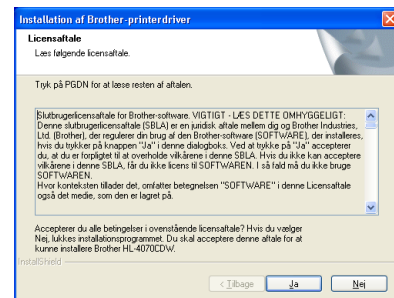 Installation af Brother-printerdriver
Licensaftale
Læs følgende licensaftale.
Tryk på PGDN for at læse resten af aftalen.
Slutbrugerlicensaftale for Brother-software. VIGTIGT - LÆS DETTE OMHYGGELIGT:
Denne slutbrugerlicensaftale (SBLA) er en juridisk aftale mellem dig og Brother Industries,
Ltd. (Brother), der regulerer din brug af den Brother-software (SOFTWARE), der installeres,
hvis du trykker på knappen "Ja" i denne dialogboks. Ved at trykke på "Ja" accepterer
du, at du er forpligtet til at overholde vilkårene i denne SBLA. Hvis du ikke kan acceptere
vilkårene i denne SBLA, får du ikke licens til SOFTWAREN. I så fald må du ikke bruge
SOFTWAREN.
Hvor konteksten tillader det, omfatter betegnelsen "SOFTWARE" i denne Licensaftale
også det medie, som den er lagret på.
Accepterer du alle betingelser i ovenstående licensaftale? Hvis du vælger
Nej, lukkes installationsprogrammet. Du skal acceptere denne aftale for at
kunne installere Brother HL-4070CDW.
InstallShield
< Tilbage
Ja
Nej